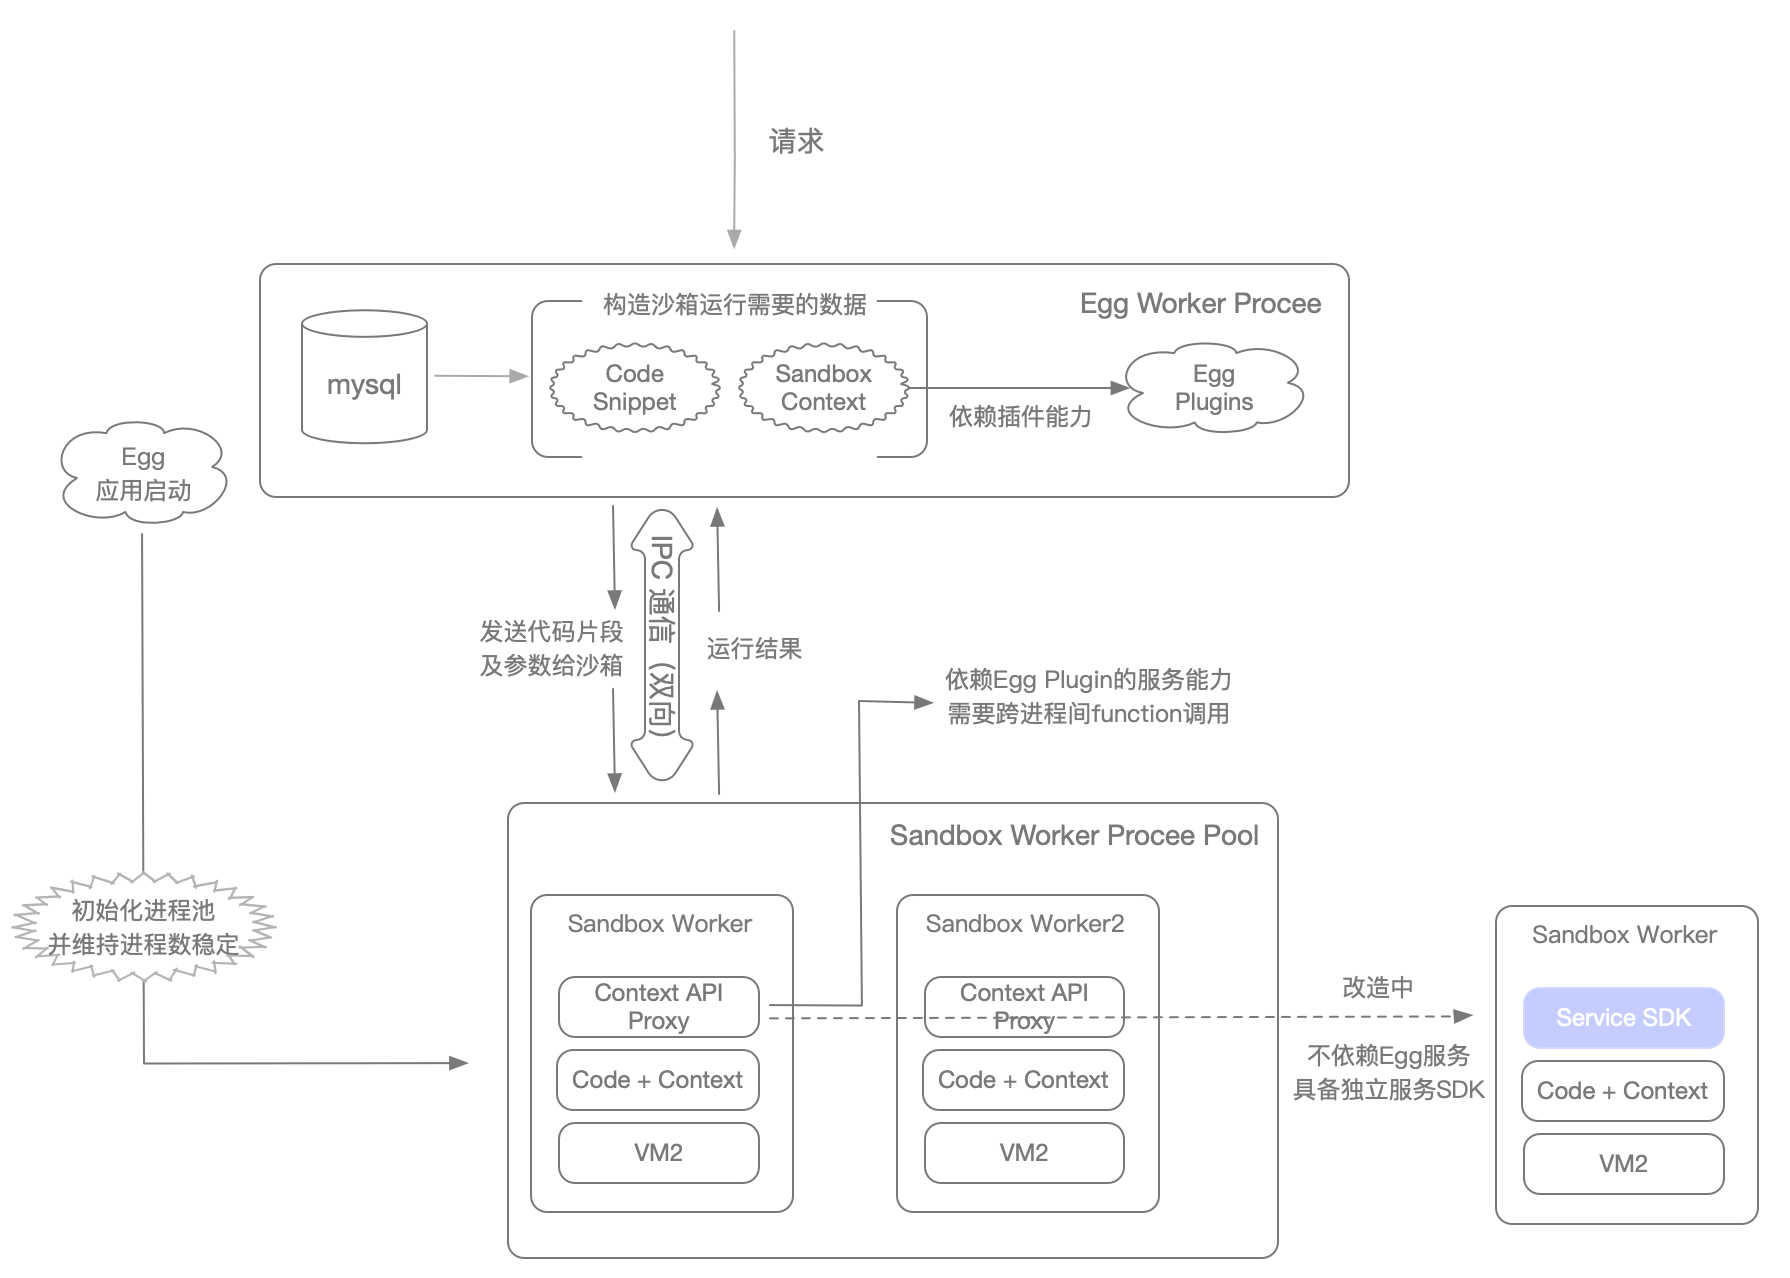 请求
构造沙箱运行需要的数据
Egg Worker Procee
mysql
Code
Snippet
Sandbox
Context
依赖插件能力
Egg
Plugins
Egg
应用启动
IPC 通信（双向）
发送代码片段
及参数给沙箱
运行结果
依赖Egg Plugin的服务能力
需要跨进程间function调用
初始化进程池
并维持进程数稳定
Sandbox Worker Procee Pool
Sandbox Worker
Context API
Proxy
Code + Context
VM2
Sandbox Worker2
Context API
Proxy
Code + Context
VM2
改造中
不依赖Egg服务
具备独立服务SDK
Sandbox Worker
Service SDK
Code + Context
VM2